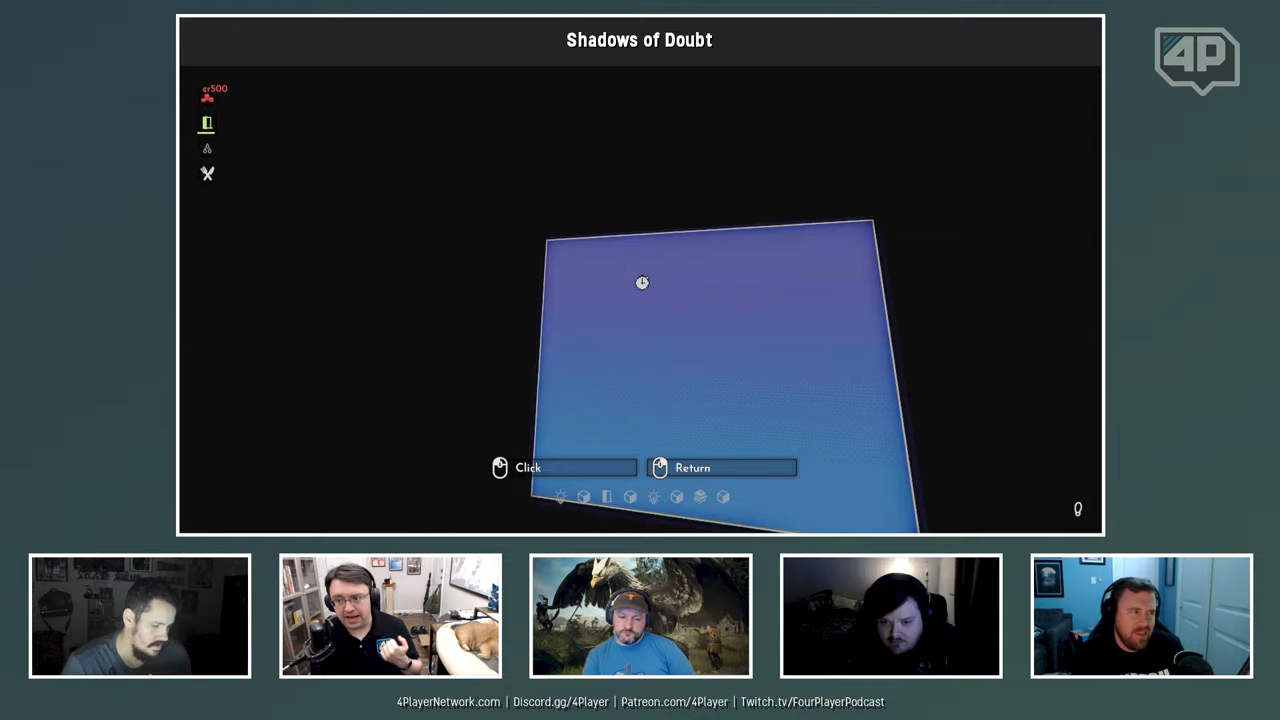 Shadows of Doubt
4P
cr500
Click
Return
4PlayerNetwork.com | Discord.gg/4Player | Patreon.com/4Player | Twitch.tv/FourPlayerPodcast